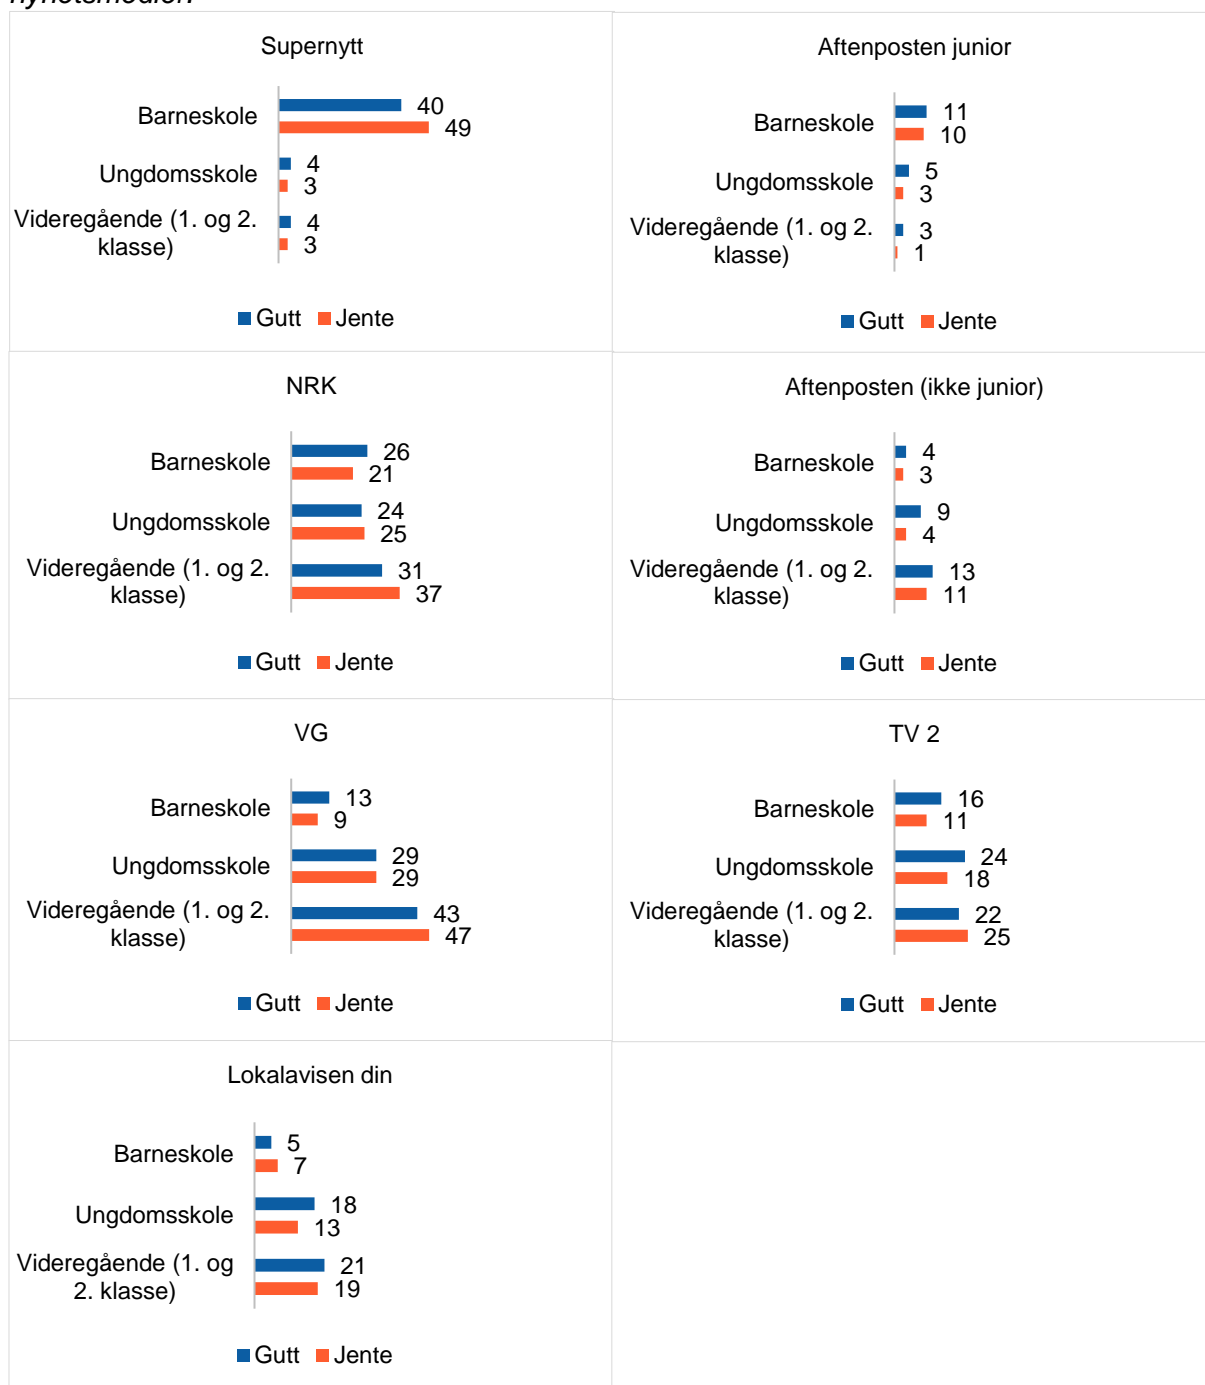 nyhetsmedier.
Supernytt
Barneskole
40
49
Ungdomsskole
4
3
Videregående (1. og 2.
klasse)
4
3
Gutt Jente
Aftenposten junior
Barneskole
11
10
Ungdomsskole
5
3
Videregående (1. og 2.
klasse)
3
1
Gutt Jente
NRK
Barneskole
26
21
Ungdomsskole
24
25
Videregående (1. og 2.
klasse)
31
37
Gutt Jente
Aftenposten (ikke junior)
Barneskole
4
3
Ungdomsskole
9
4
Videregående (1. og 2.
klasse)
13
11
Gutt Jente
VG
Barneskole
13
9
Ungdomsskole
29
29
Videregående (1. og 2.
klasse)
43
47
Gutt Jente
TV 2
Barneskole
16
11
Ungdomsskole
24
18
Videregående (1. og 2.
klasse)
22
25
Gutt Jente
Lokalavisen din
Barneskole
5
7
Ungdomsskole
18
13
Videregående (1. og
2. klasse)
21
19
Gutt Jente